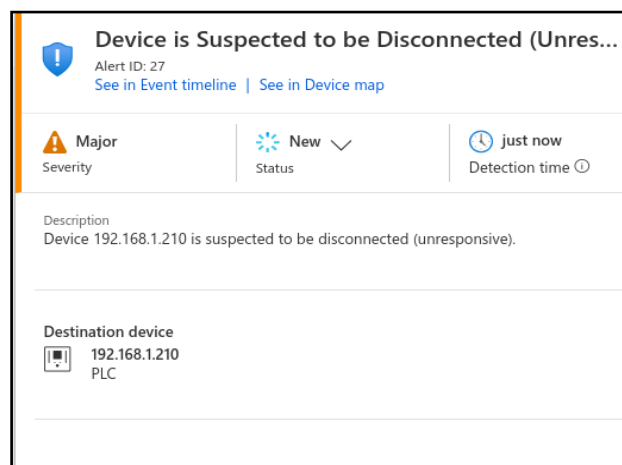 Device is Suspected to be Disconnected (Unres...
Alert ID: 27
See in Event timeline | See in Device map
Major
Severity
New
Status
just now
Detection time
Description
Device 192.168.1.210 is suspected to be disconnected (unresponsive).
Destination device
192.168.1.210
PLC